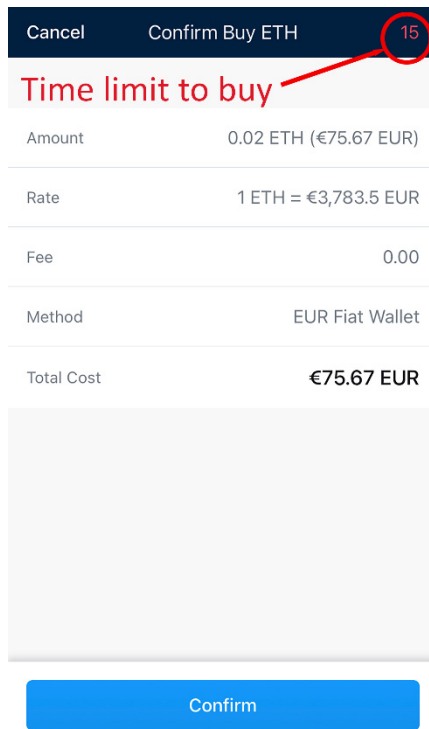 Cancel Confirm Buy ETH 15
Time limit to buy
Amount 0.02 ETH (€75.67 EUR)
Rate 1 ETH = €3,783.5 EUR
Fee 0.00
Method EUR Fiat Wallet
Total Cost €75.67 EUR
Confirm